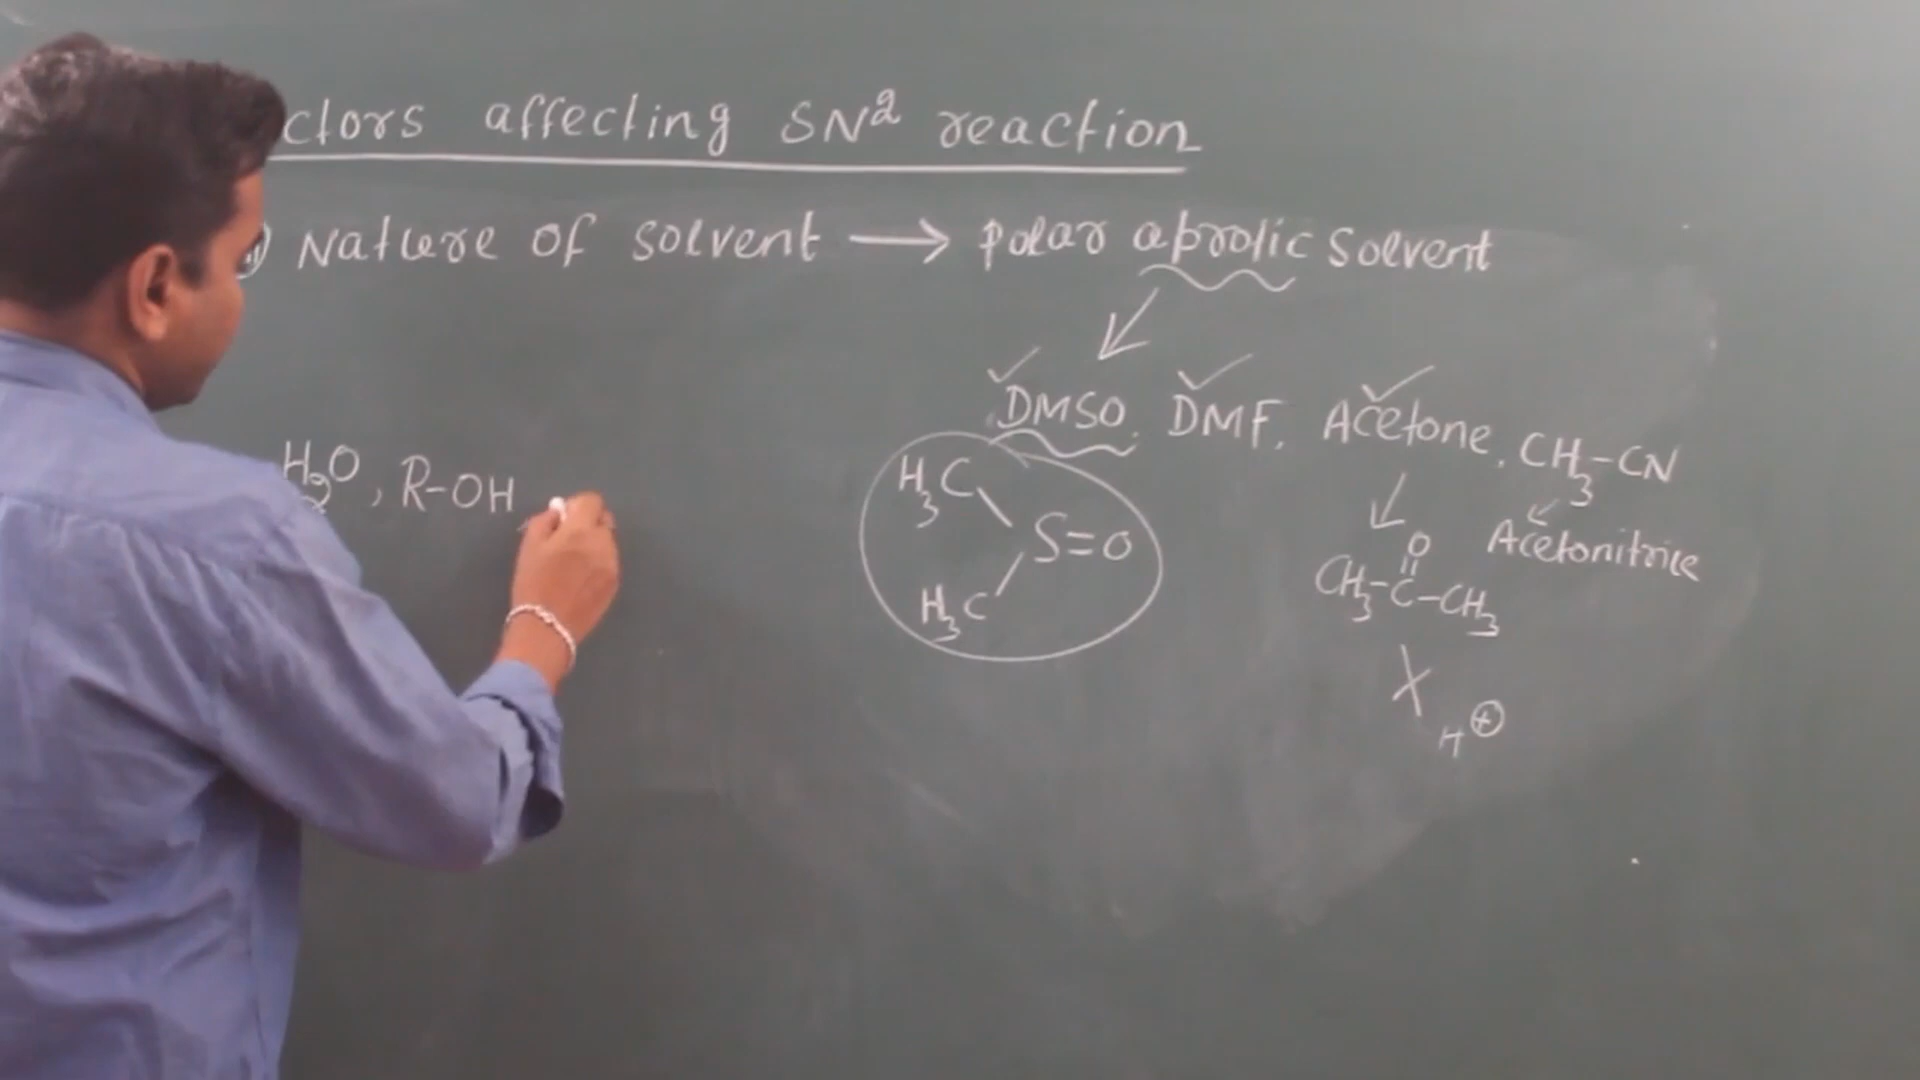 ctors affecting SN2 reaction
Nature of solvent → polar aprotic solvent
DMSO, DMF, Acetone, CH3-CN
Acetonitrile
H2O, R-OH
H3C
S=O
H3C
O
CH3-C-CH3
X
H⊕